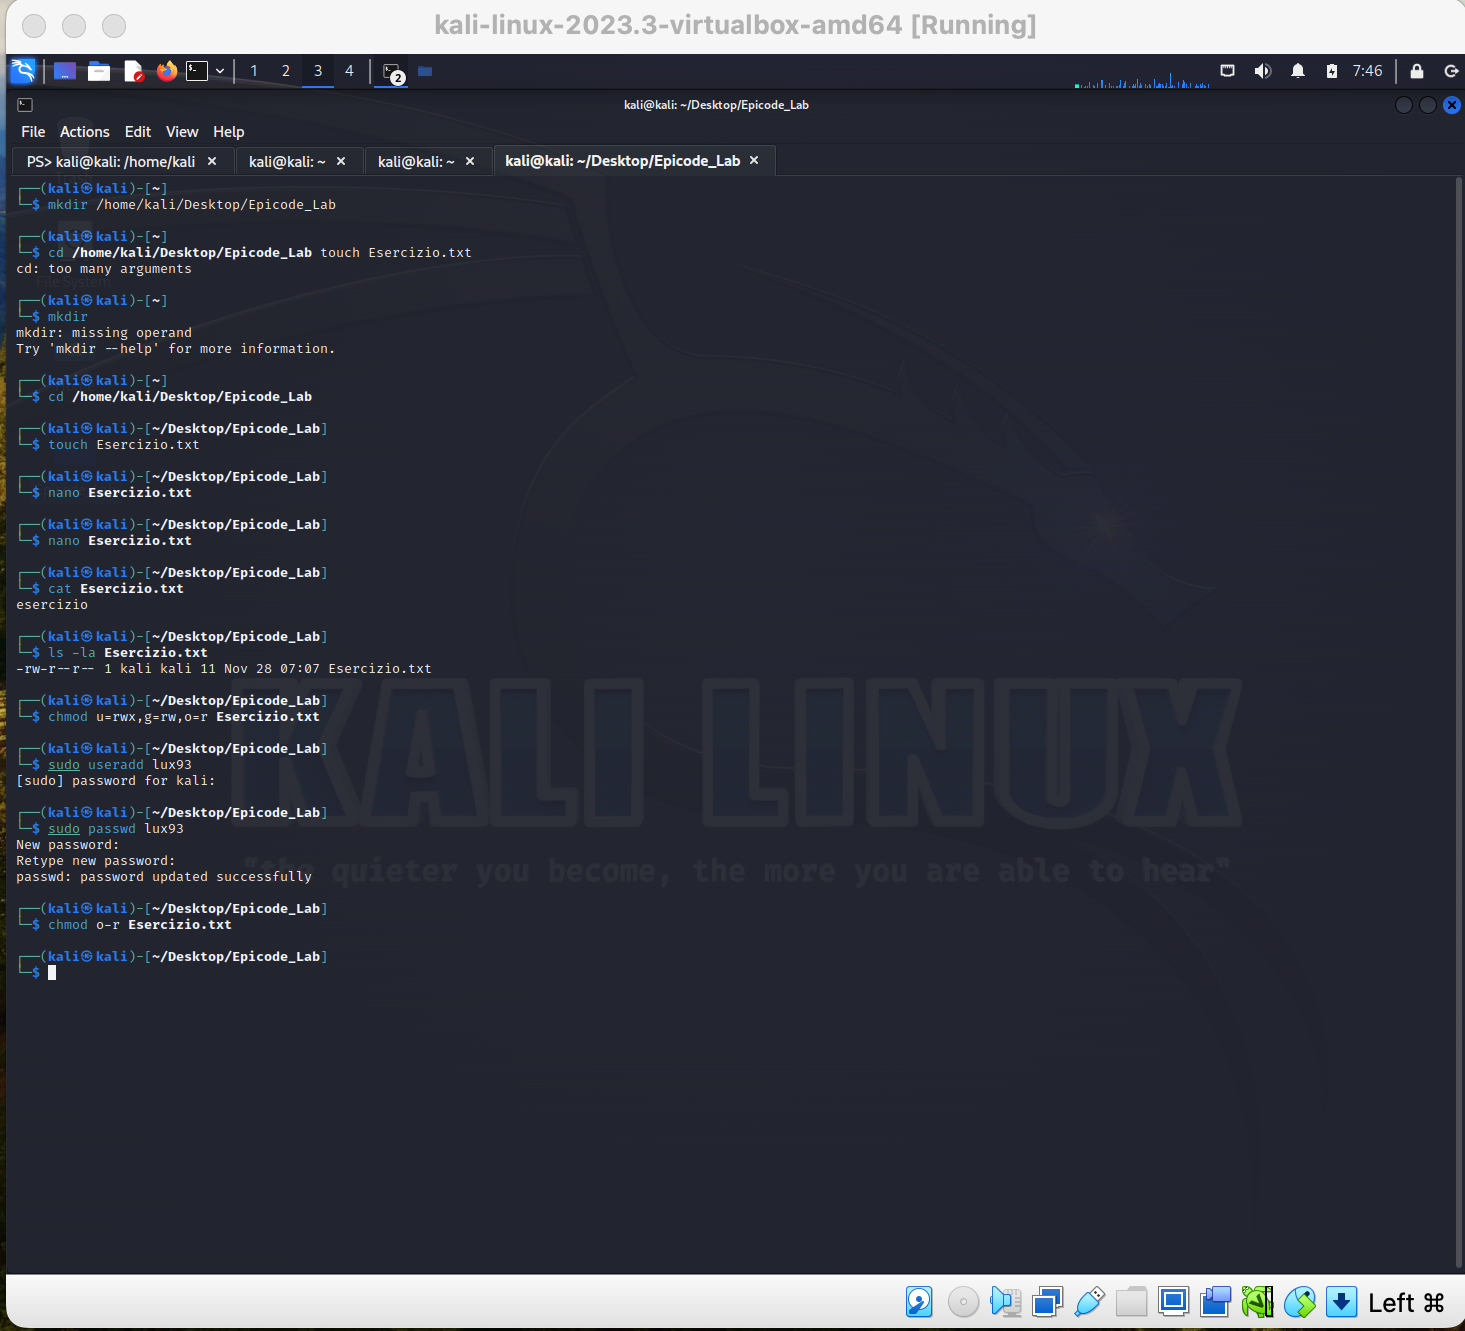 kali-linux-2023.3-virtualbox-amd64 [Running]
1 2 3 4 2 7:46
kali@kali: ~/Desktop/Epicode_Lab
File Actions Edit View Help
PS> kali@kali: /home/kali × kali@kali: ~ × kali@kali: ~ × kali@kali: ~/Desktop/Epicode_Lab ×
┌──(kali㉿kali)-[~]
└─$ mkdir /home/kali/Desktop/Epicode_Lab
┌──(kali㉿kali)-[~]
└─$ cd /home/kali/Desktop/Epicode_Lab touch Esercizio.txt
cd: too many arguments
File System
┌──(kali㉿kali)-[~]
└─$ mkdir
mkdir: missing operand
Try 'mkdir --help' for more information.
┌──(kali㉿kali)-[~]
└─$ cd /home/kali/Desktop/Epicode_Lab
┌──(kali㉿kali)-[~/Desktop/Epicode_Lab]
└─$ touch Esercizio.txt
┌──(kali㉿kali)-[~/Desktop/Epicode_Lab]
└─$ nano Esercizio.txt
┌──(kali㉿kali)-[~/Desktop/Epicode_Lab]
└─$ nano Esercizio.txt
┌──(kali㉿kali)-[~/Desktop/Epicode_Lab]
└─$ cat Esercizio.txt
esercizio
┌──(kali㉿kali)-[~/Desktop/Epicode_Lab]
└─$ ls -la Esercizio.txt
-rw-r--r-- 1 kali kali 11 Nov 28 07:07 Esercizio.txt
┌──(kali㉿kali)-[~/Desktop/Epicode_Lab]
└─$ chmod u=rwx,g=rw,o=r Esercizio.txt
┌──(kali㉿kali)-[~/Desktop/Epicode_Lab]
└─$ sudo useradd lux93
[sudo] password for kali:
┌──(kali㉿kali)-[~/Desktop/Epicode_Lab]
└─$ sudo passwd lux93
New password:
Retype new password:
passwd: password updated successfully
┌──(kali㉿kali)-[~/Desktop/Epicode_Lab]
└─$ chmod o-r Esercizio.txt
┌──(kali㉿kali)-[~/Desktop/Epicode_Lab]
└─$
KALI LINUX
"the quieter you become, the more you are able to hear"
Left ⌘